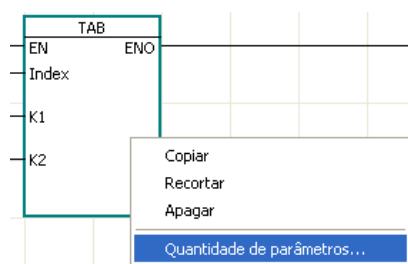 TAB
EN ENO
Index
K1
K2
Copiar
Recortar
Apagar
Quantidade de parâmetros...